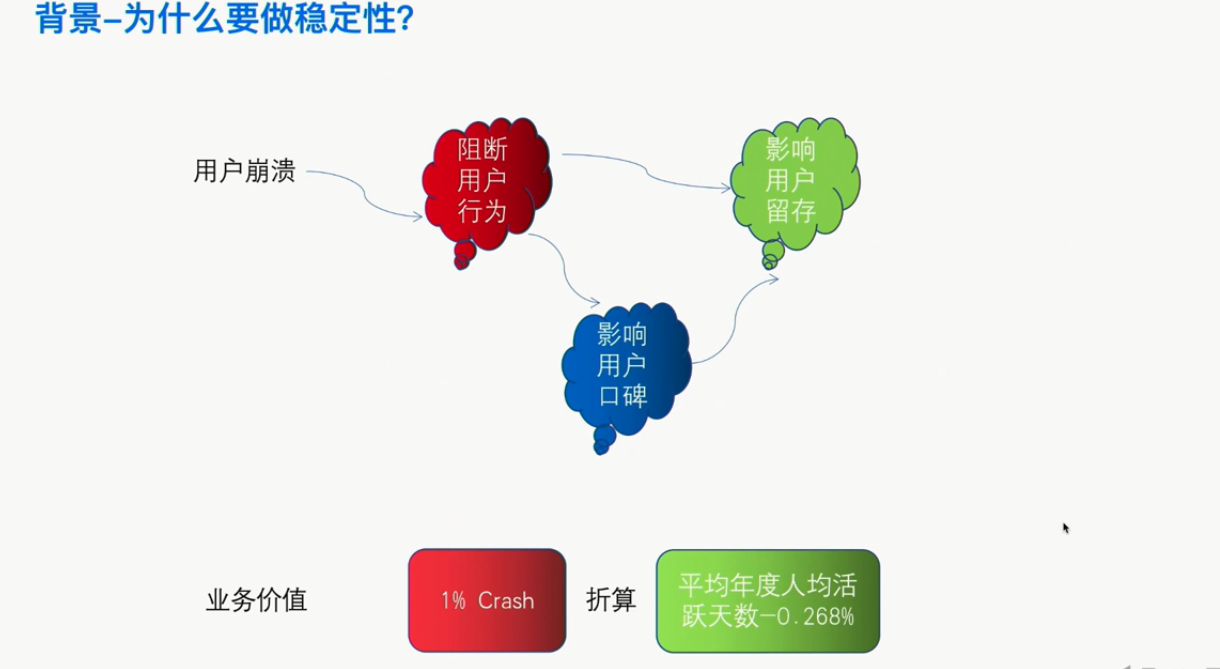 背景-为什么要做稳定性？
用户崩溃
阻断
用户
行为
影响
用户
留存
影响
用户
口碑
业务价值
1% Crash
折算
平均年度人均活
跃天数-0.268%